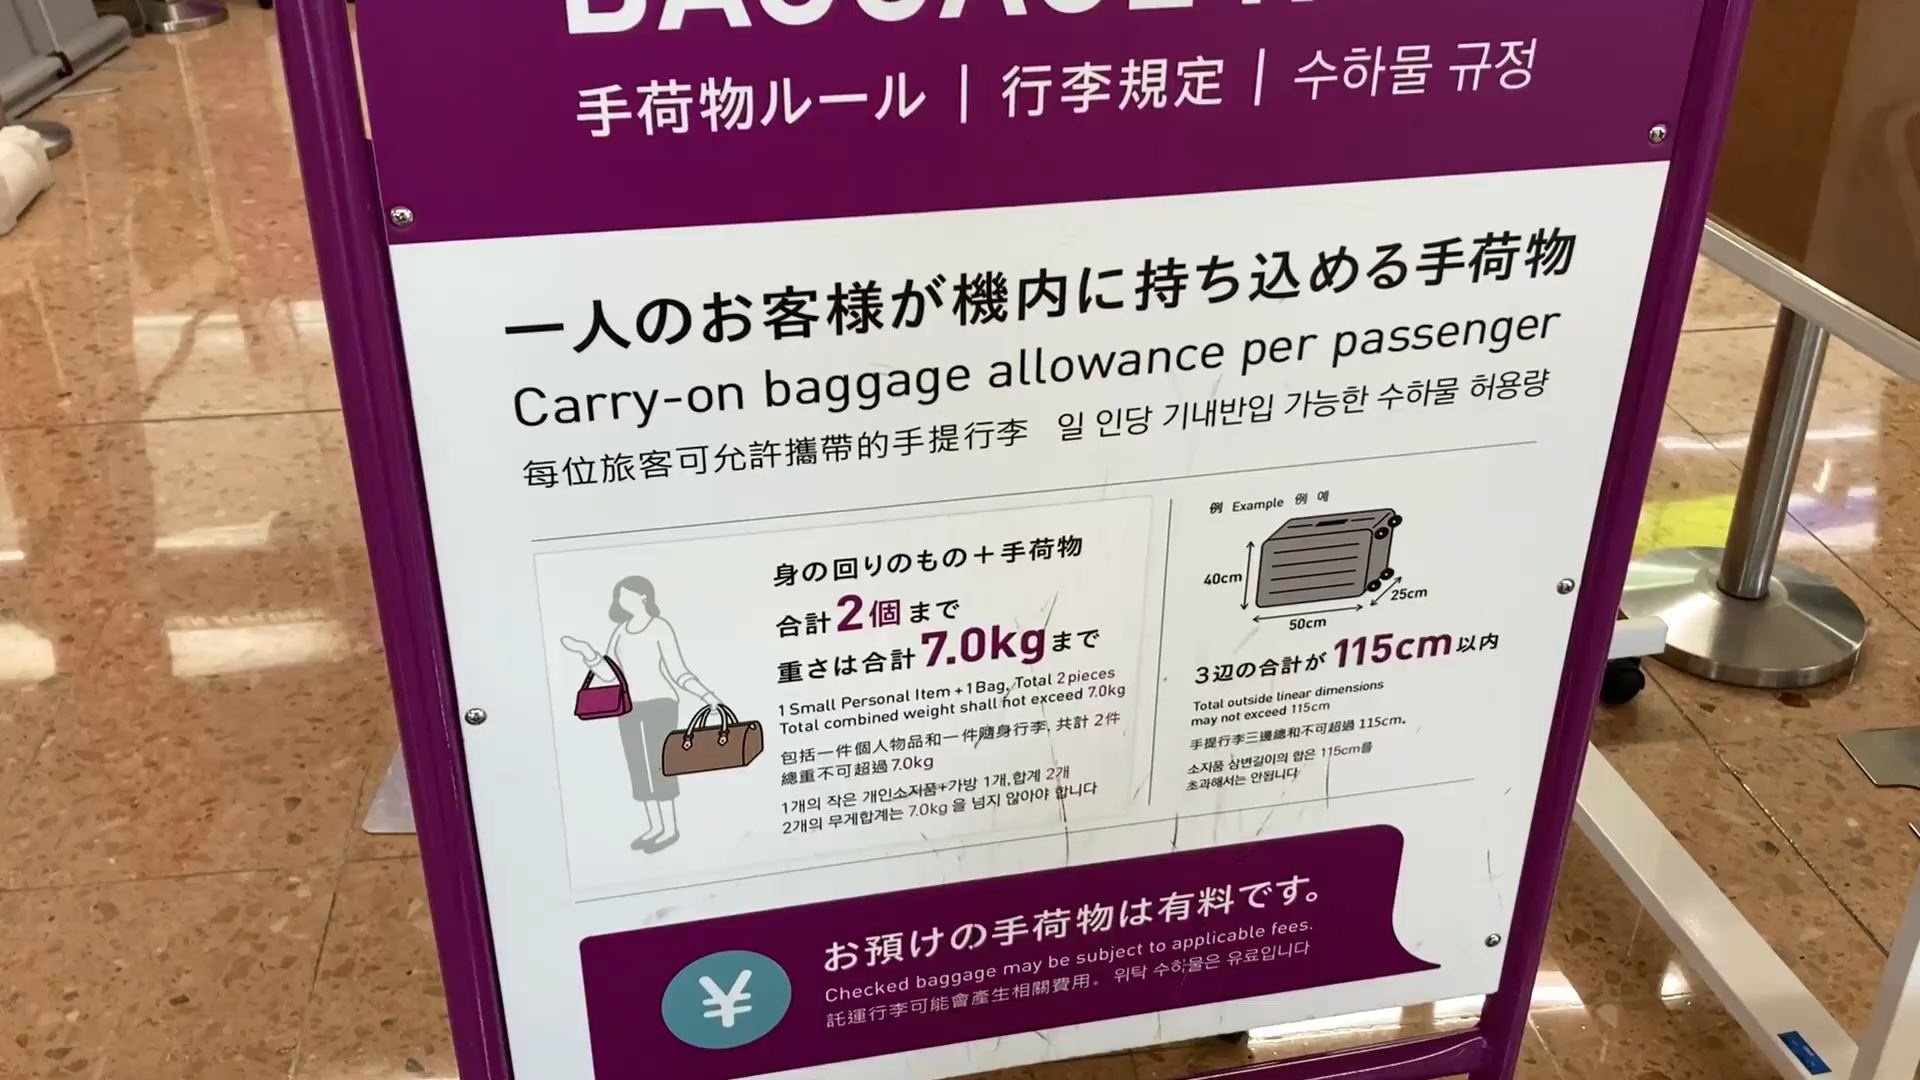 BAGGAGE
手荷物ルール | 行李規定 | 수하물 규정
一人のお客様が機内に持ち込める手荷物
Carry-on baggage allowance per passenger
每位旅客可允許攜帶的手提行李 일 인당 기내반입 가능한 수하물 허용량
身の回りのもの＋手荷物
合計2個まで
重さは合計7.0kgまで
1 Small Personal Item + 1 Bag, Total 2 pieces
Total combined weight shall not exceed 7.0kg
包括一件個人物品和一件隨身行李, 共計 2件
總重不可超過 7.0kg
1개의 작은 개인소지품+가방 1개,합계 2개
2개의 무게합계는 7.0kg 을 넘지 않아야 합니다
例 Example 例 예
40cm
25cm
50cm
3辺の合計が 115cm以内
Total outside linear dimensions
may not exceed 115cm
手提行李三邊總和不可超過 115cm。
소지품 삼변길이의 합은 115cm를
초과해서는 안됩니다
¥
お預けの手荷物は有料です。
Checked baggage may be subject to applicable fees.
託運行李可能會產生相關費用。 위탁 수하물은 유료입니다